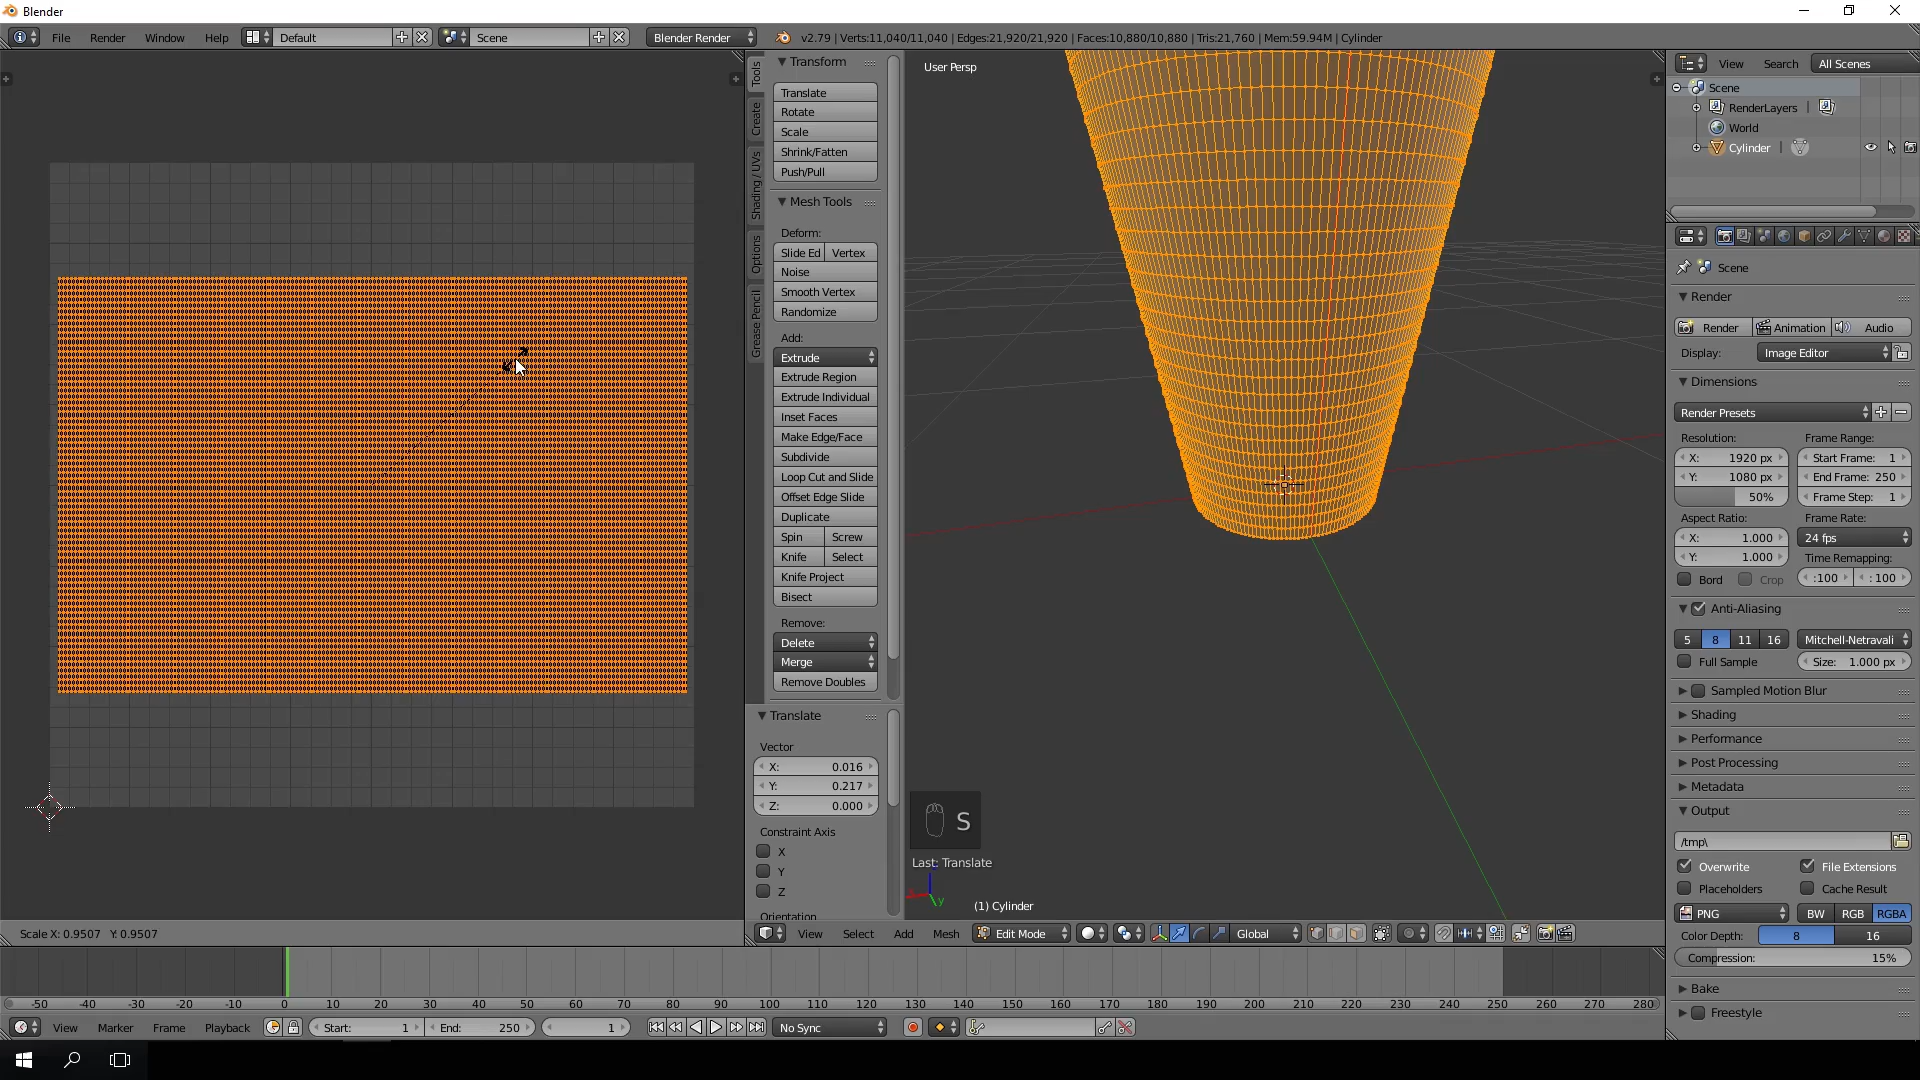 Blender
File Render Window Help Default Scene Blender Render v2.79 | Verts:11,040/11,040 | Edges:21,920/21,920 | Faces:10,880/10,880 | Tris:21,760 | Mem:59.94M | Cylinder
Tools
Create
Shading / UVs
Options
Grease Pencil
Transform
Translate
Rotate
Scale
Shrink/Fatten
Push/Pull
Mesh Tools
Deform:
Slide Ed Vertex
Noise
Smooth Vertex
Randomize
Add:
Extrude
Extrude Region
Extrude Individual
Inset Faces
Make Edge/Face
Subdivide
Loop Cut and Slide
Offset Edge Slide
Duplicate
Spin Screw
Knife Select
Knife Project
Bisect
Remove:
Delete
Merge
Remove Doubles
Translate
Vector
X: 0.016
Y: 0.217
Z: 0.000
Constraint Axis
X
Y
Z
Orientation
User Persp
S
Last: Translate
y
(1) Cylinder
View Select Add Mesh Edit Mode Global
Scale X: 0.9507 Y: 0.9507
View Search All Scenes
Scene
RenderLayers |
World
Cylinder |
Scene
Render
Render Animation Audio
Display: Image Editor
Dimensions
Render Presets
Resolution: Frame Range:
X: 1920 px Start Frame: 1
Y: 1080 px End Frame: 250
50% Frame Step: 1
Aspect Ratio: Frame Rate:
X: 1.000 24 fps
Y: 1.000 Time Remapping:
Bord Crop :100 : 100
Anti-Aliasing
5 8 11 16 Mitchell-Netravali
Full Sample Size: 1.000 px
Sampled Motion Blur
Shading
Performance
Post Processing
Metadata
Output
/tmp\
Overwrite File Extensions
Placeholders Cache Result
PNG BW RGB RGBA
Color Depth: 8 16
Compression: 15%
Bake
Freestyle
-50 -40 -30 -20 -10 0 10 20 30 40 50 60 70 80 90 100 110 120 130 140 150 160 170 180 190 200 210 220 230 240 250 260 270 280
View Marker Frame Playback Start: 1 End: 250 1 No Sync